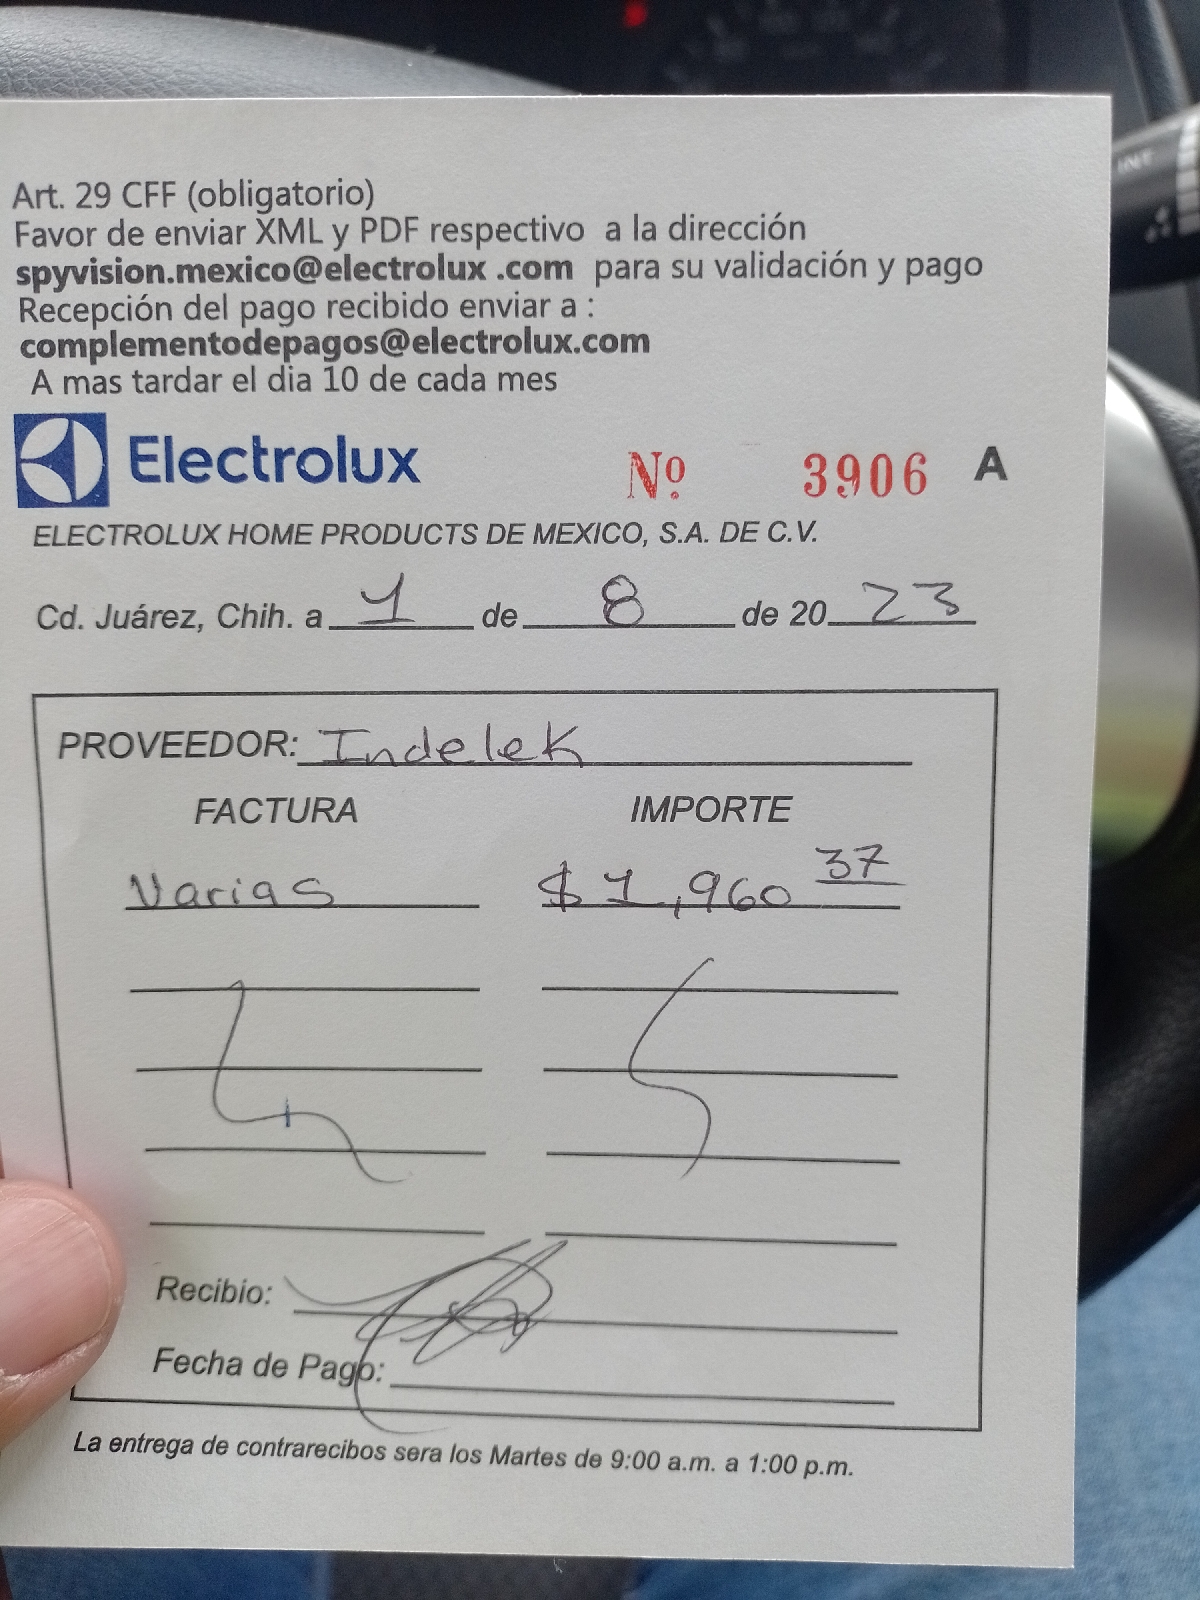 Art. 29 CFF (obligatorio)
Favor de enviar XML y PDF respectivo a la dirección
spyvision.mexico@electrolux .com para su validación y pago
Recepción del pago recibido enviar a :
complementodepagos@electrolux.com
A mas tardar el dia 10 de cada mes
Electrolux Nº 3906 A
ELECTROLUX HOME PRODUCTS DE MEXICO, S.A. DE C.V.
Cd. Juárez, Chih. a 1 de 8 de 20 23
PROVEEDOR: Indelek
FACTURA IMPORTE
Varias $1,960 37
Recibio:
Fecha de Pago:
La entrega de contrarecibos sera los Martes de 9:00 a.m. a 1:00 p.m.